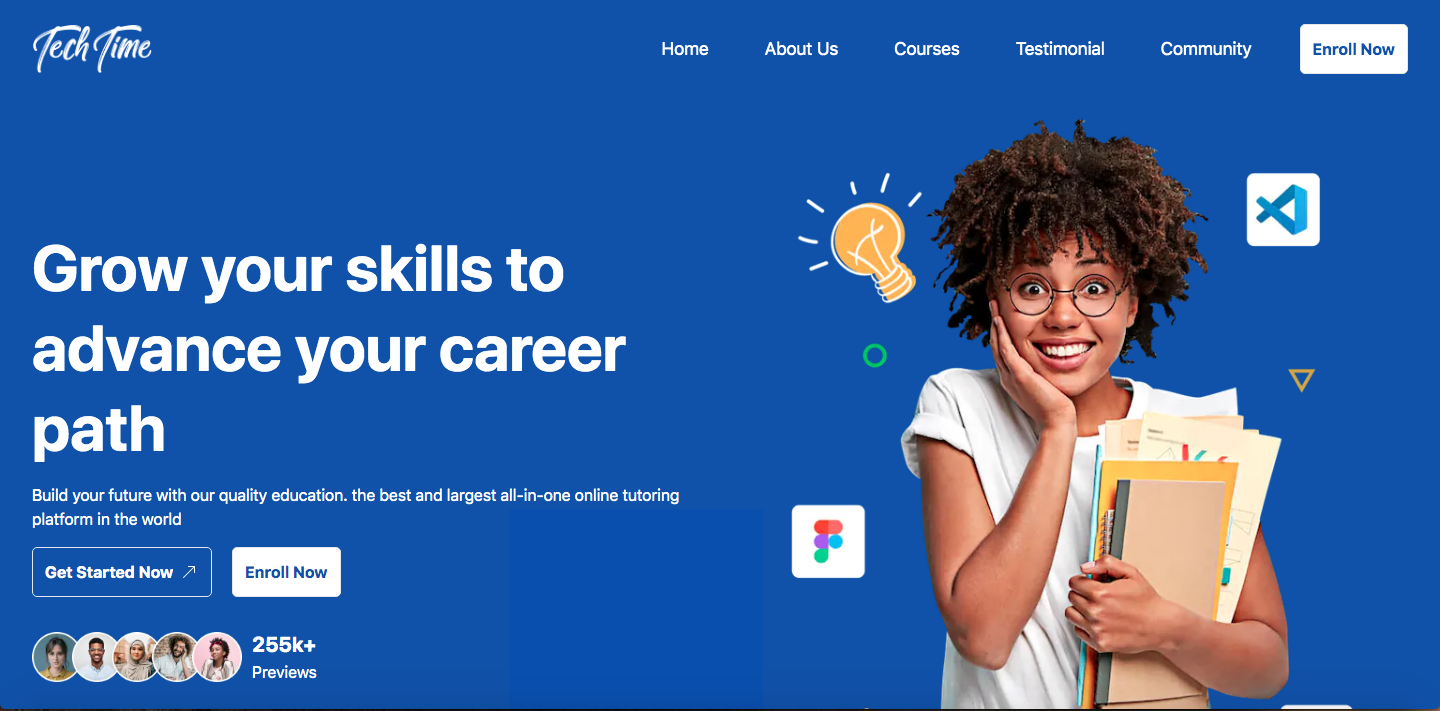 Tech Time
Home
About Us
Courses
Testimonial
Community
Enroll Now
Grow your skills to
advance your career
path
Build your future with our quality education. the best and largest all-in-one online tutoring
platform in the world
Get Started Now
Enroll Now
255k+
Previews